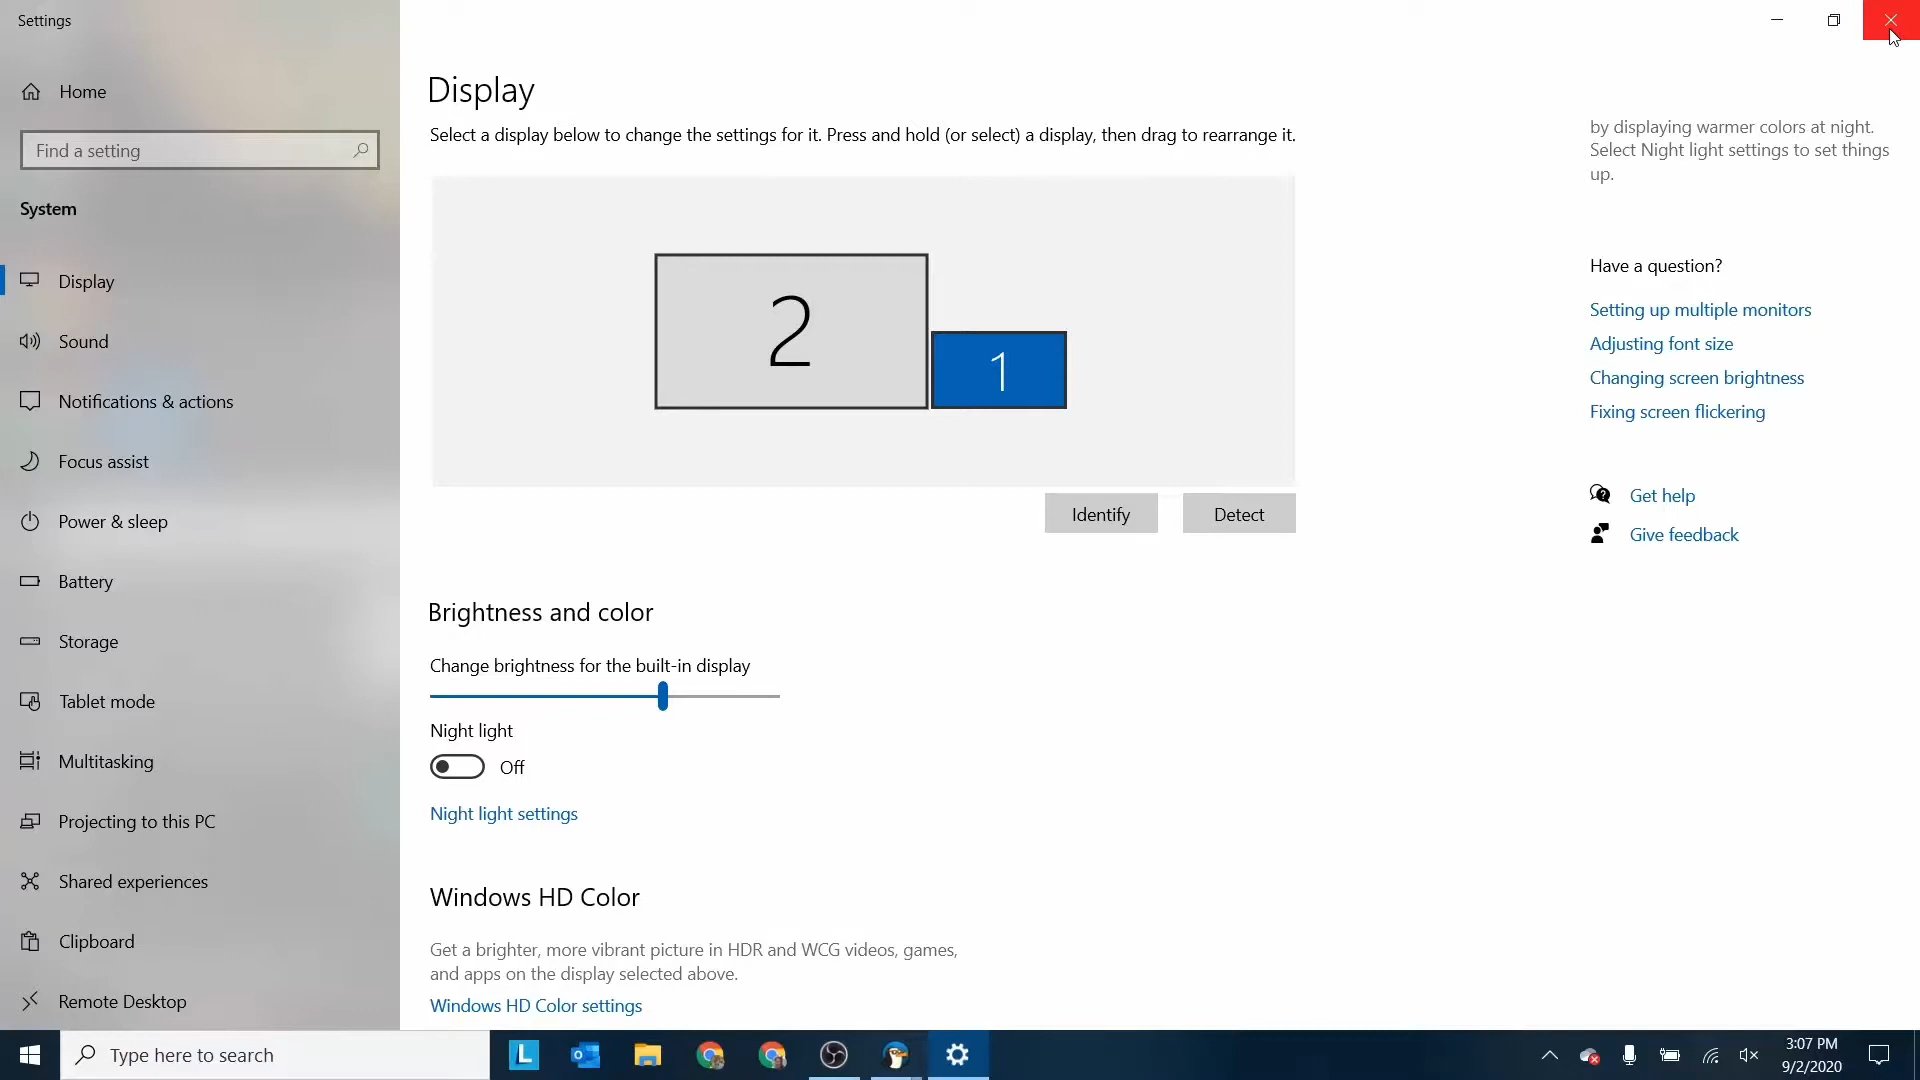 Settings
Home
Find a setting
System
Display
Sound
Notifications & actions
Focus assist
Power & sleep
Battery
Storage
Tablet mode
Multitasking
Projecting to this PC
Shared experiences
Clipboard
Remote Desktop
Display
Select a display below to change the settings for it. Press and hold (or select) a display, then drag to rearrange it.
2
1
Identify
Detect
Brightness and color
Change brightness for the built-in display
Night light
Off
Night light settings
Windows HD Color
Get a brighter, more vibrant picture in HDR and WCG videos, games,
and apps on the display selected above.
Windows HD Color settings
by displaying warmer colors at night.
Select Night light settings to set things
up.
Have a question?
Setting up multiple monitors
Adjusting font size
Changing screen brightness
Fixing screen flickering
Get help
Give feedback
Type here to search
L
3:07 PM
9/2/2020